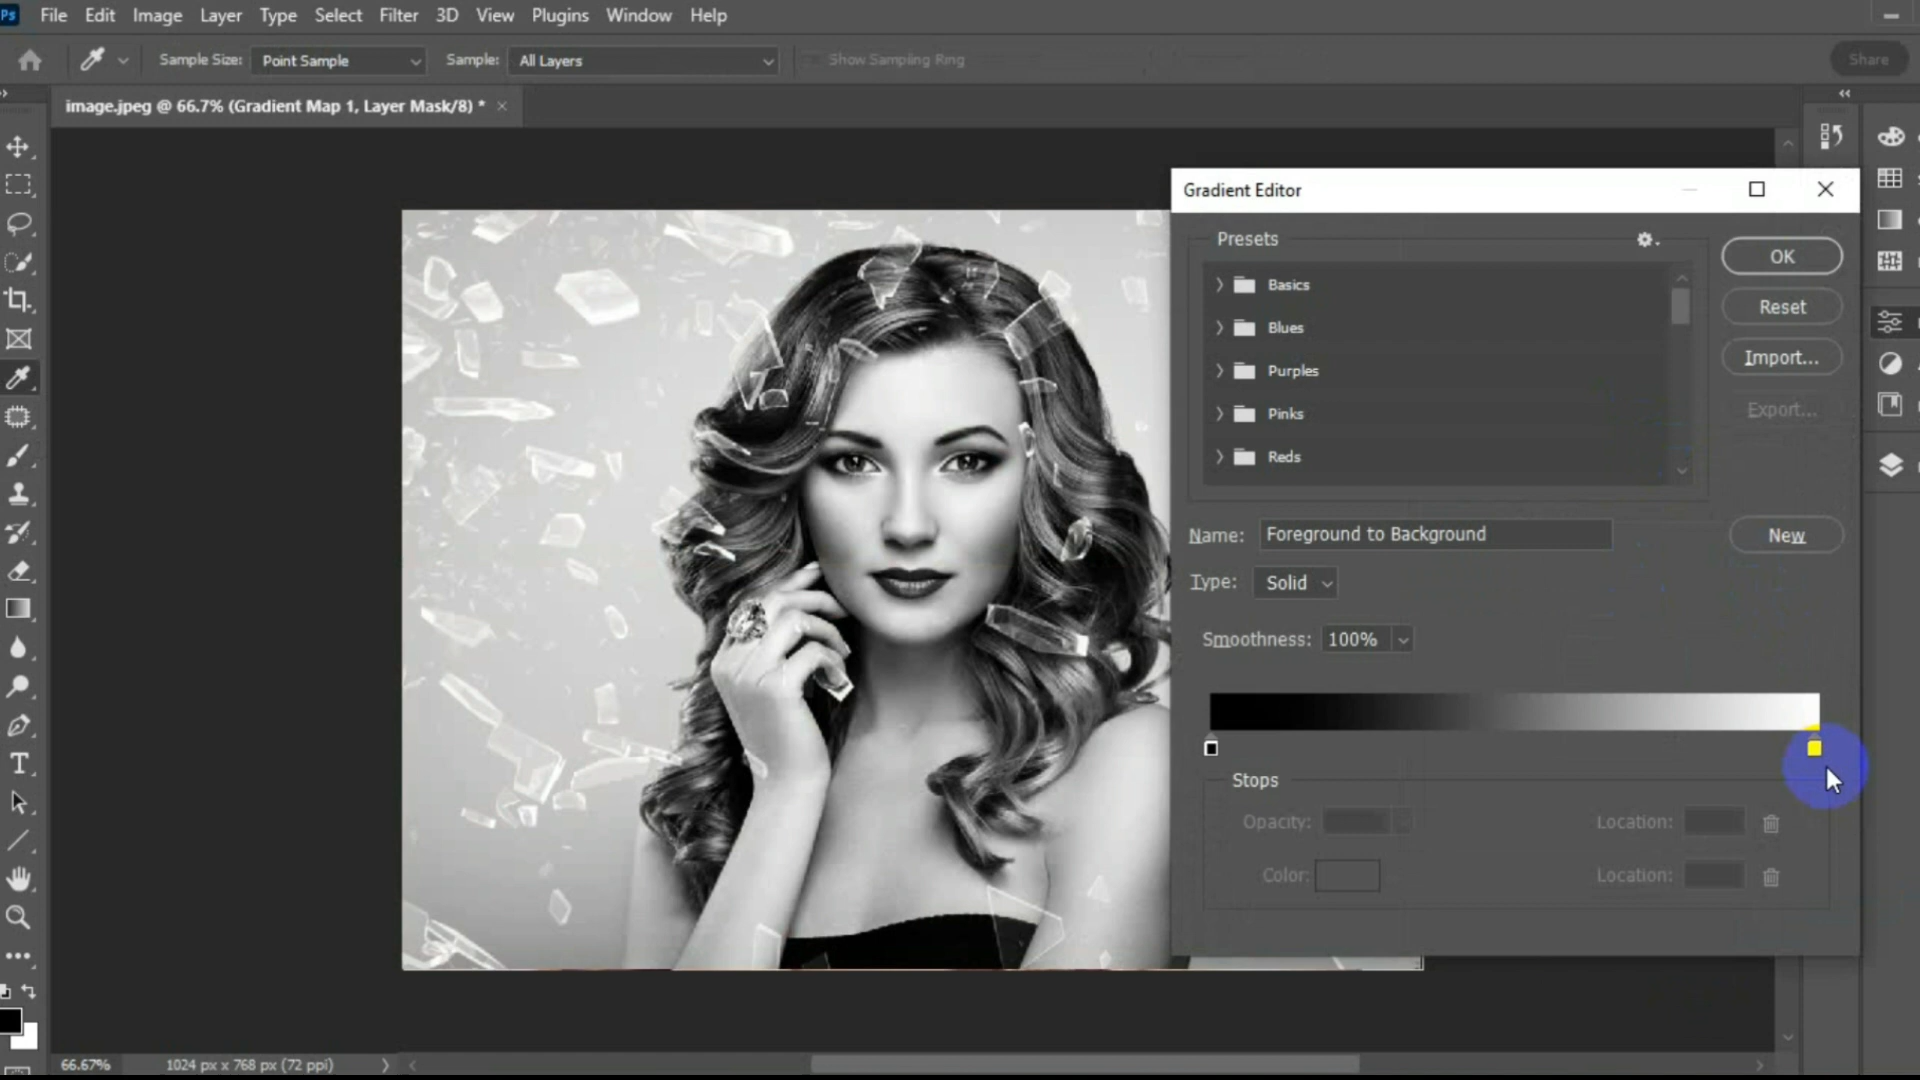 Ps File Edit Image Layer Type Select Filter 3D View Plugins Window Help
Sample Size: Point Sample Sample: All Layers Show Sampling Ring Share
image.jpeg @ 66.7% (Gradient Map 1, Layer Mask/8) *
Gradient Editor
Presets
OK
Basics
Reset
Blues
Import...
Purples
Export...
Pinks
Reds
Name: Foreground to Background New
Type: Solid
Smoothness: 100%
Stops
Opacity: Location:
Color: Location:
66.67% 1024 px x 768 px (72 ppi)